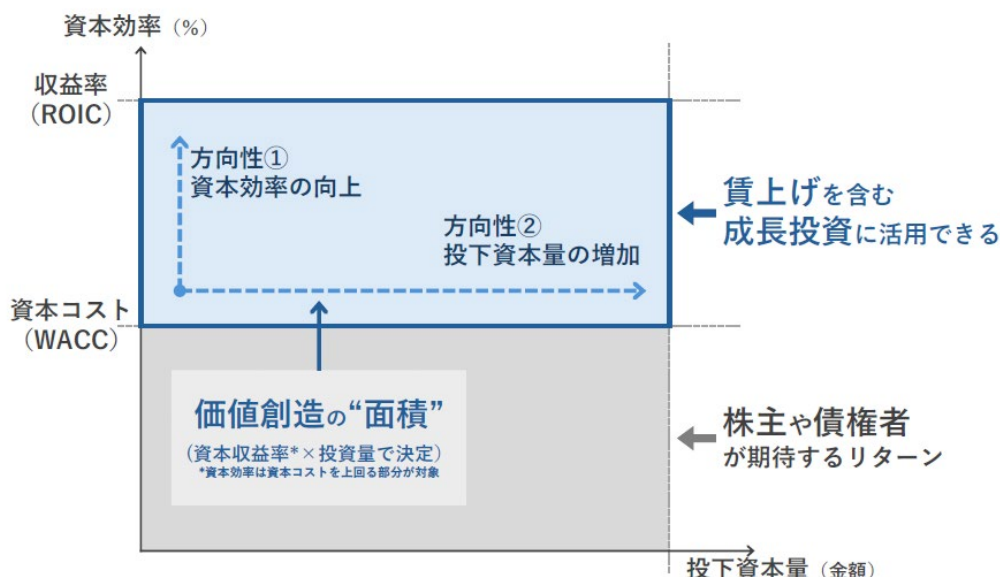 資本効率（%）
収益率
（ROIC）
方向性①
資本効率の向上
方向性②
投下資本量の増加
賃上げを含む
成長投資に活用できる
資本コスト
（WACC）
価値創造の“面積”
（資本収益率*×投資量で決定）
*資本効率は資本コストを上回る部分が対象
株主や債権者
が期待するリターン
投下資本量（金額）